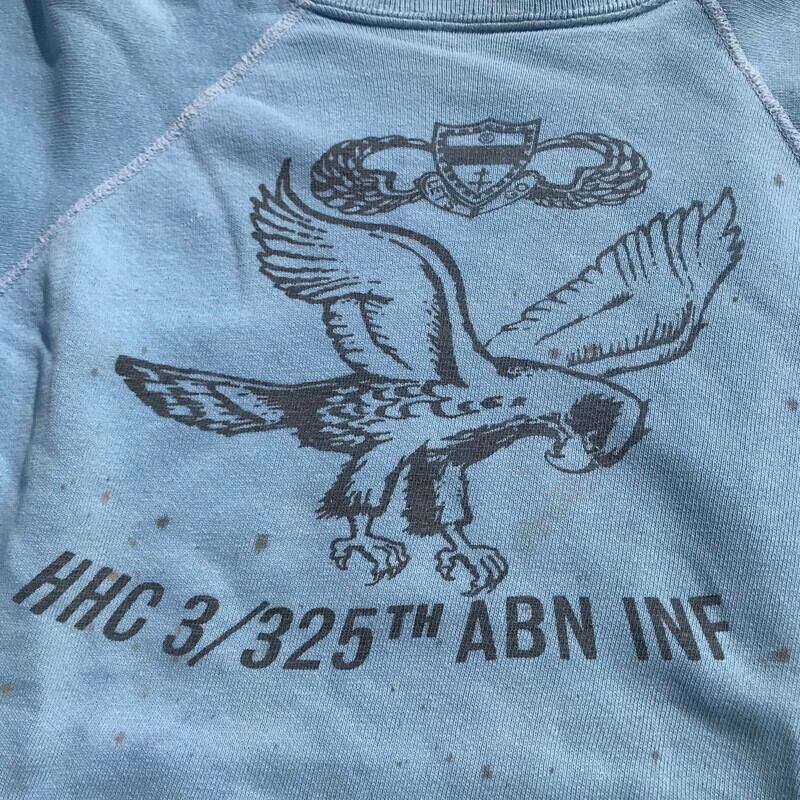 HHC 3/325TH ABN INF